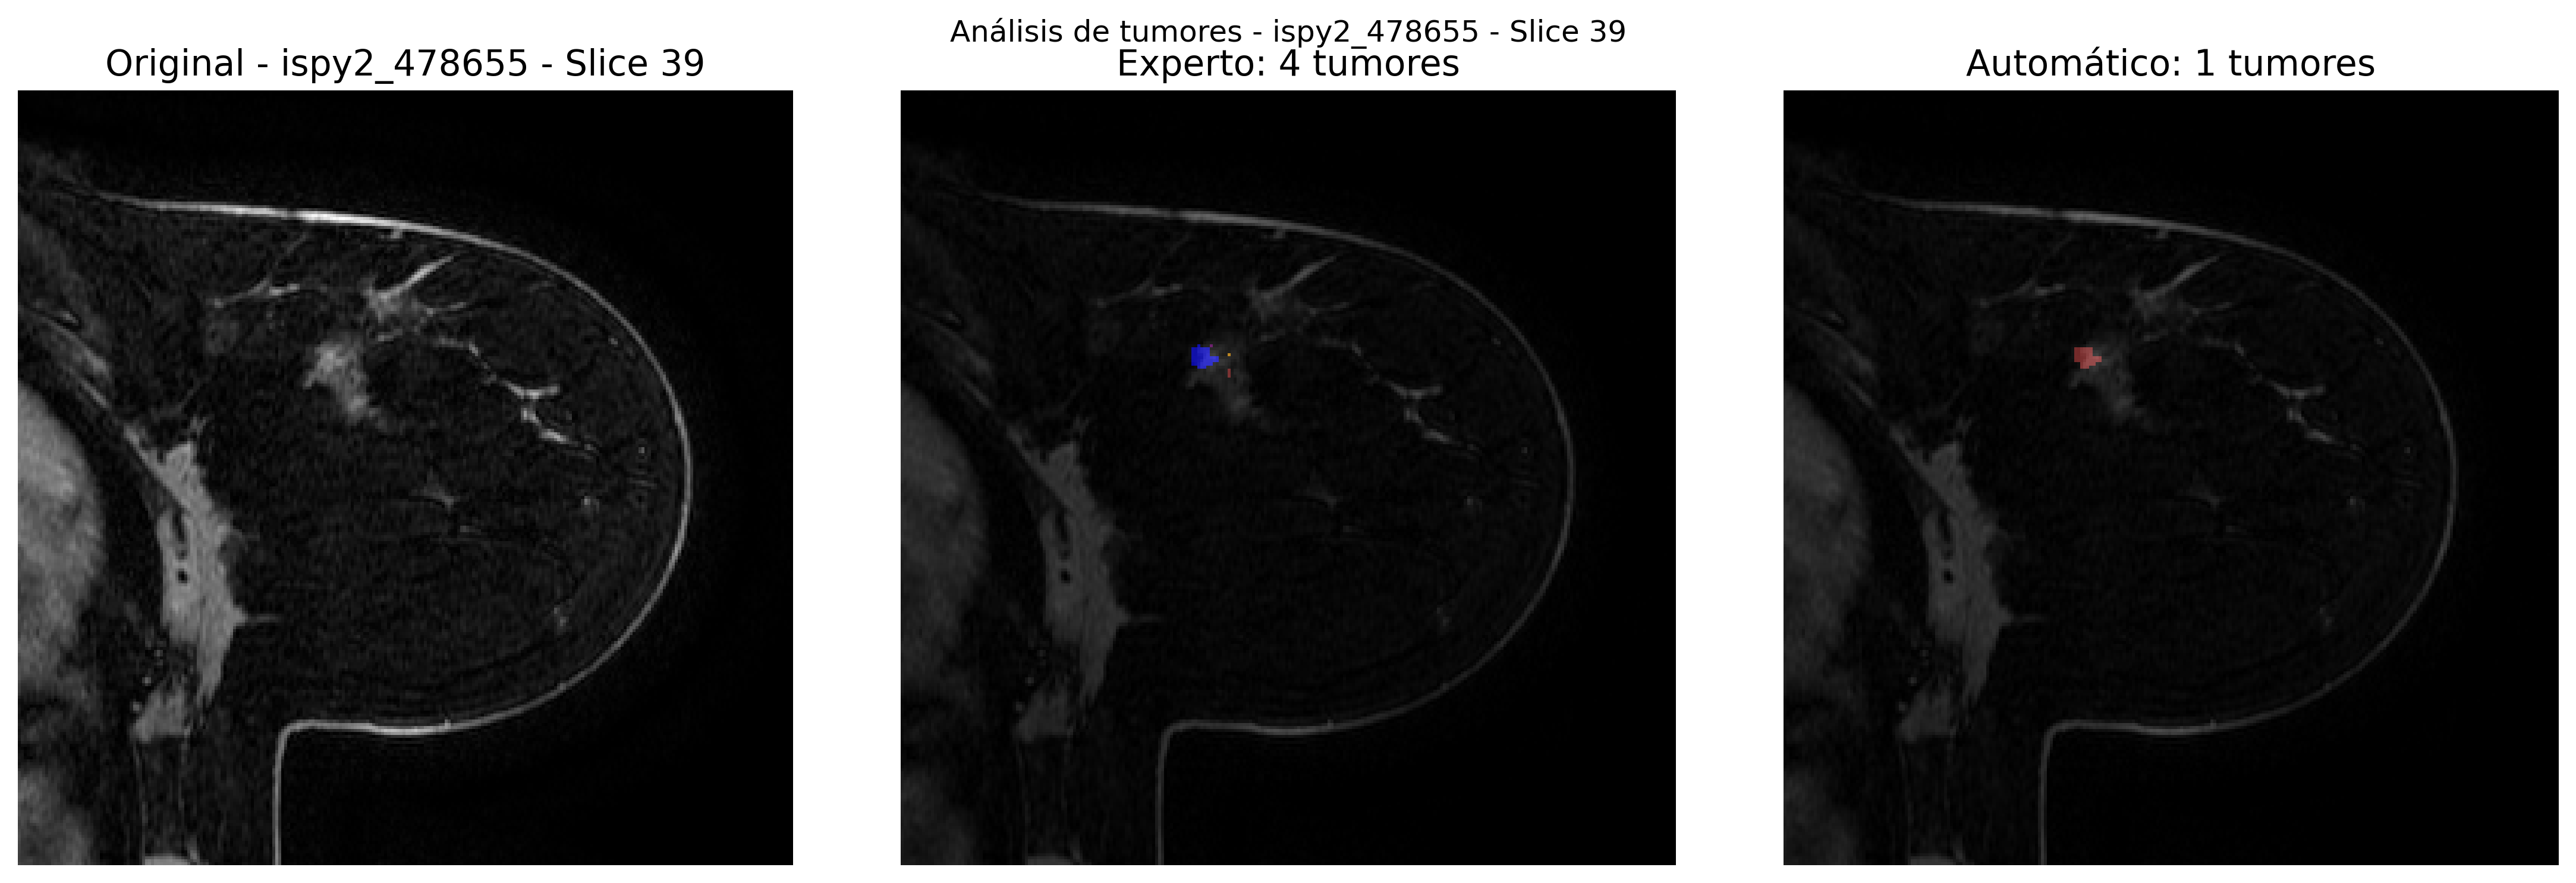 Análisis de tumores - ispy2_478655 - Slice 39
Original - ispy2_478655 - Slice 39
Experto: 4 tumores
Automático: 1 tumores